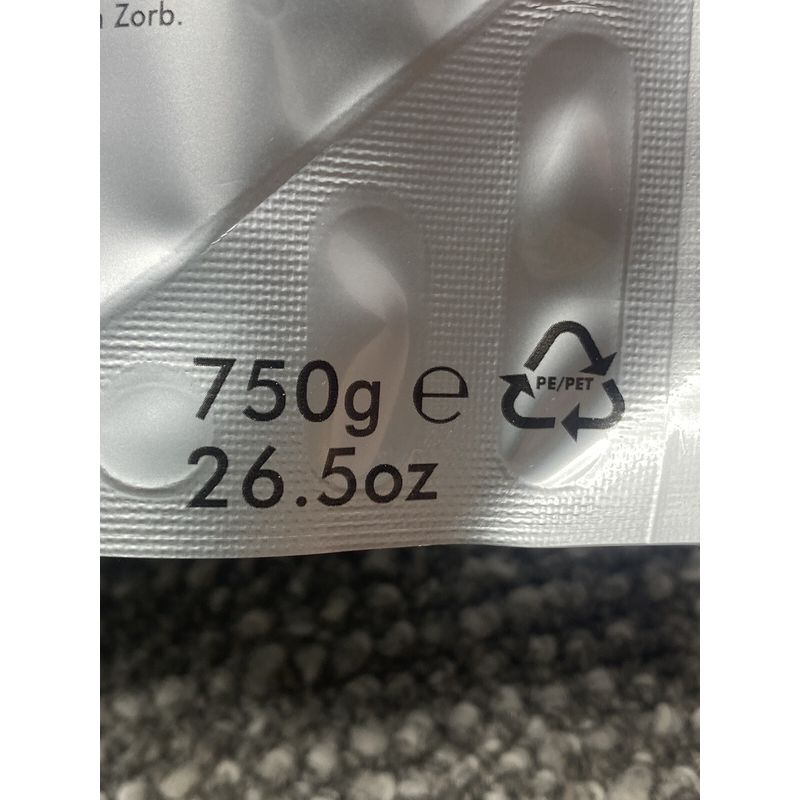 Zorb.
750g e
26.5oz
PE/PET